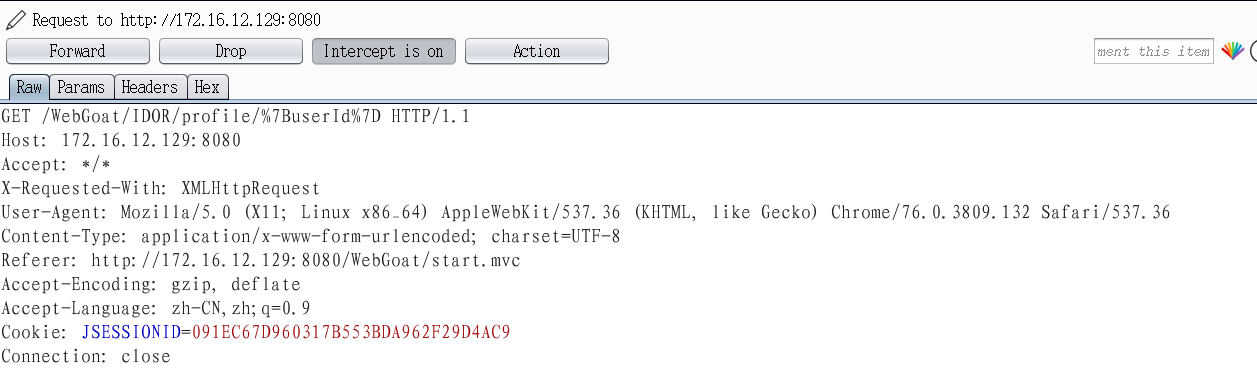 Request to http://172.16.12.129:8080
Forward Drop Intercept is on Action ment this item
Raw Params Headers Hex
GET /WebGoat/IDOR/profile/%7BuserId%7D HTTP/1.1
Host: 172.16.12.129:8080
Accept: */*
X-Requested-With: XMLHttpRequest
User-Agent: Mozilla/5.0 (X11; Linux x86_64) AppleWebKit/537.36 (KHTML, like Gecko) Chrome/76.0.3809.132 Safari/537.36
Content-Type: application/x-www-form-urlencoded; charset=UTF-8
Referer: http://172.16.12.129:8080/WebGoat/start.mvc
Accept-Encoding: gzip, deflate
Accept-Language: zh-CN,zh;q=0.9
Cookie: JSESSIONID=091EC67D960317B553BDA962F29D4AC9
Connection: close